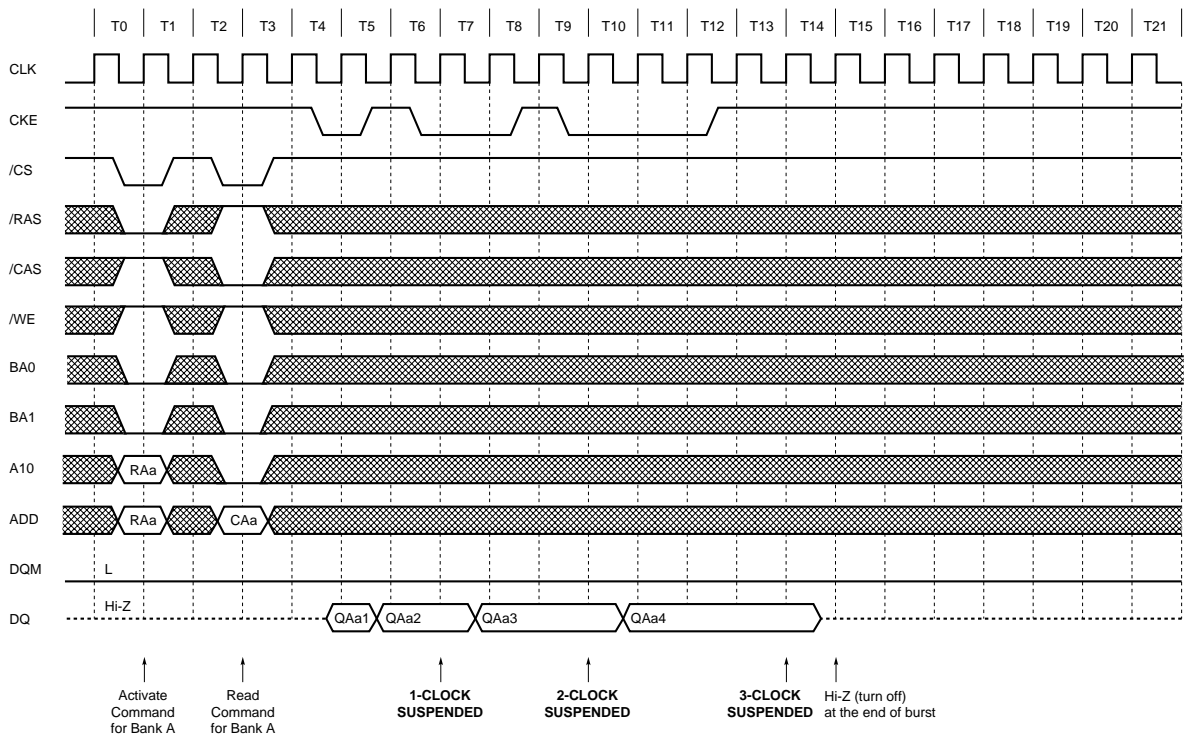 T0 T1 T2 T3 T4 T5 T6 T7 T8 T9 T10 T11 T12 T13 T14 T15 T16 T17 T18 T19 T20 T21
CLK
CKE
/CS
/RAS
/CAS
/WE
BA0
BA1
A10 RAa
ADD RAa CAa
DQM L
DQ Hi-Z QAa1 QAa2 QAa3 QAa4
Activate
Command
for Bank A
Read
Command
for Bank A
1-CLOCK
SUSPENDED
2-CLOCK
SUSPENDED
3-CLOCK
SUSPENDED
Hi-Z (turn off)
at the end of burst